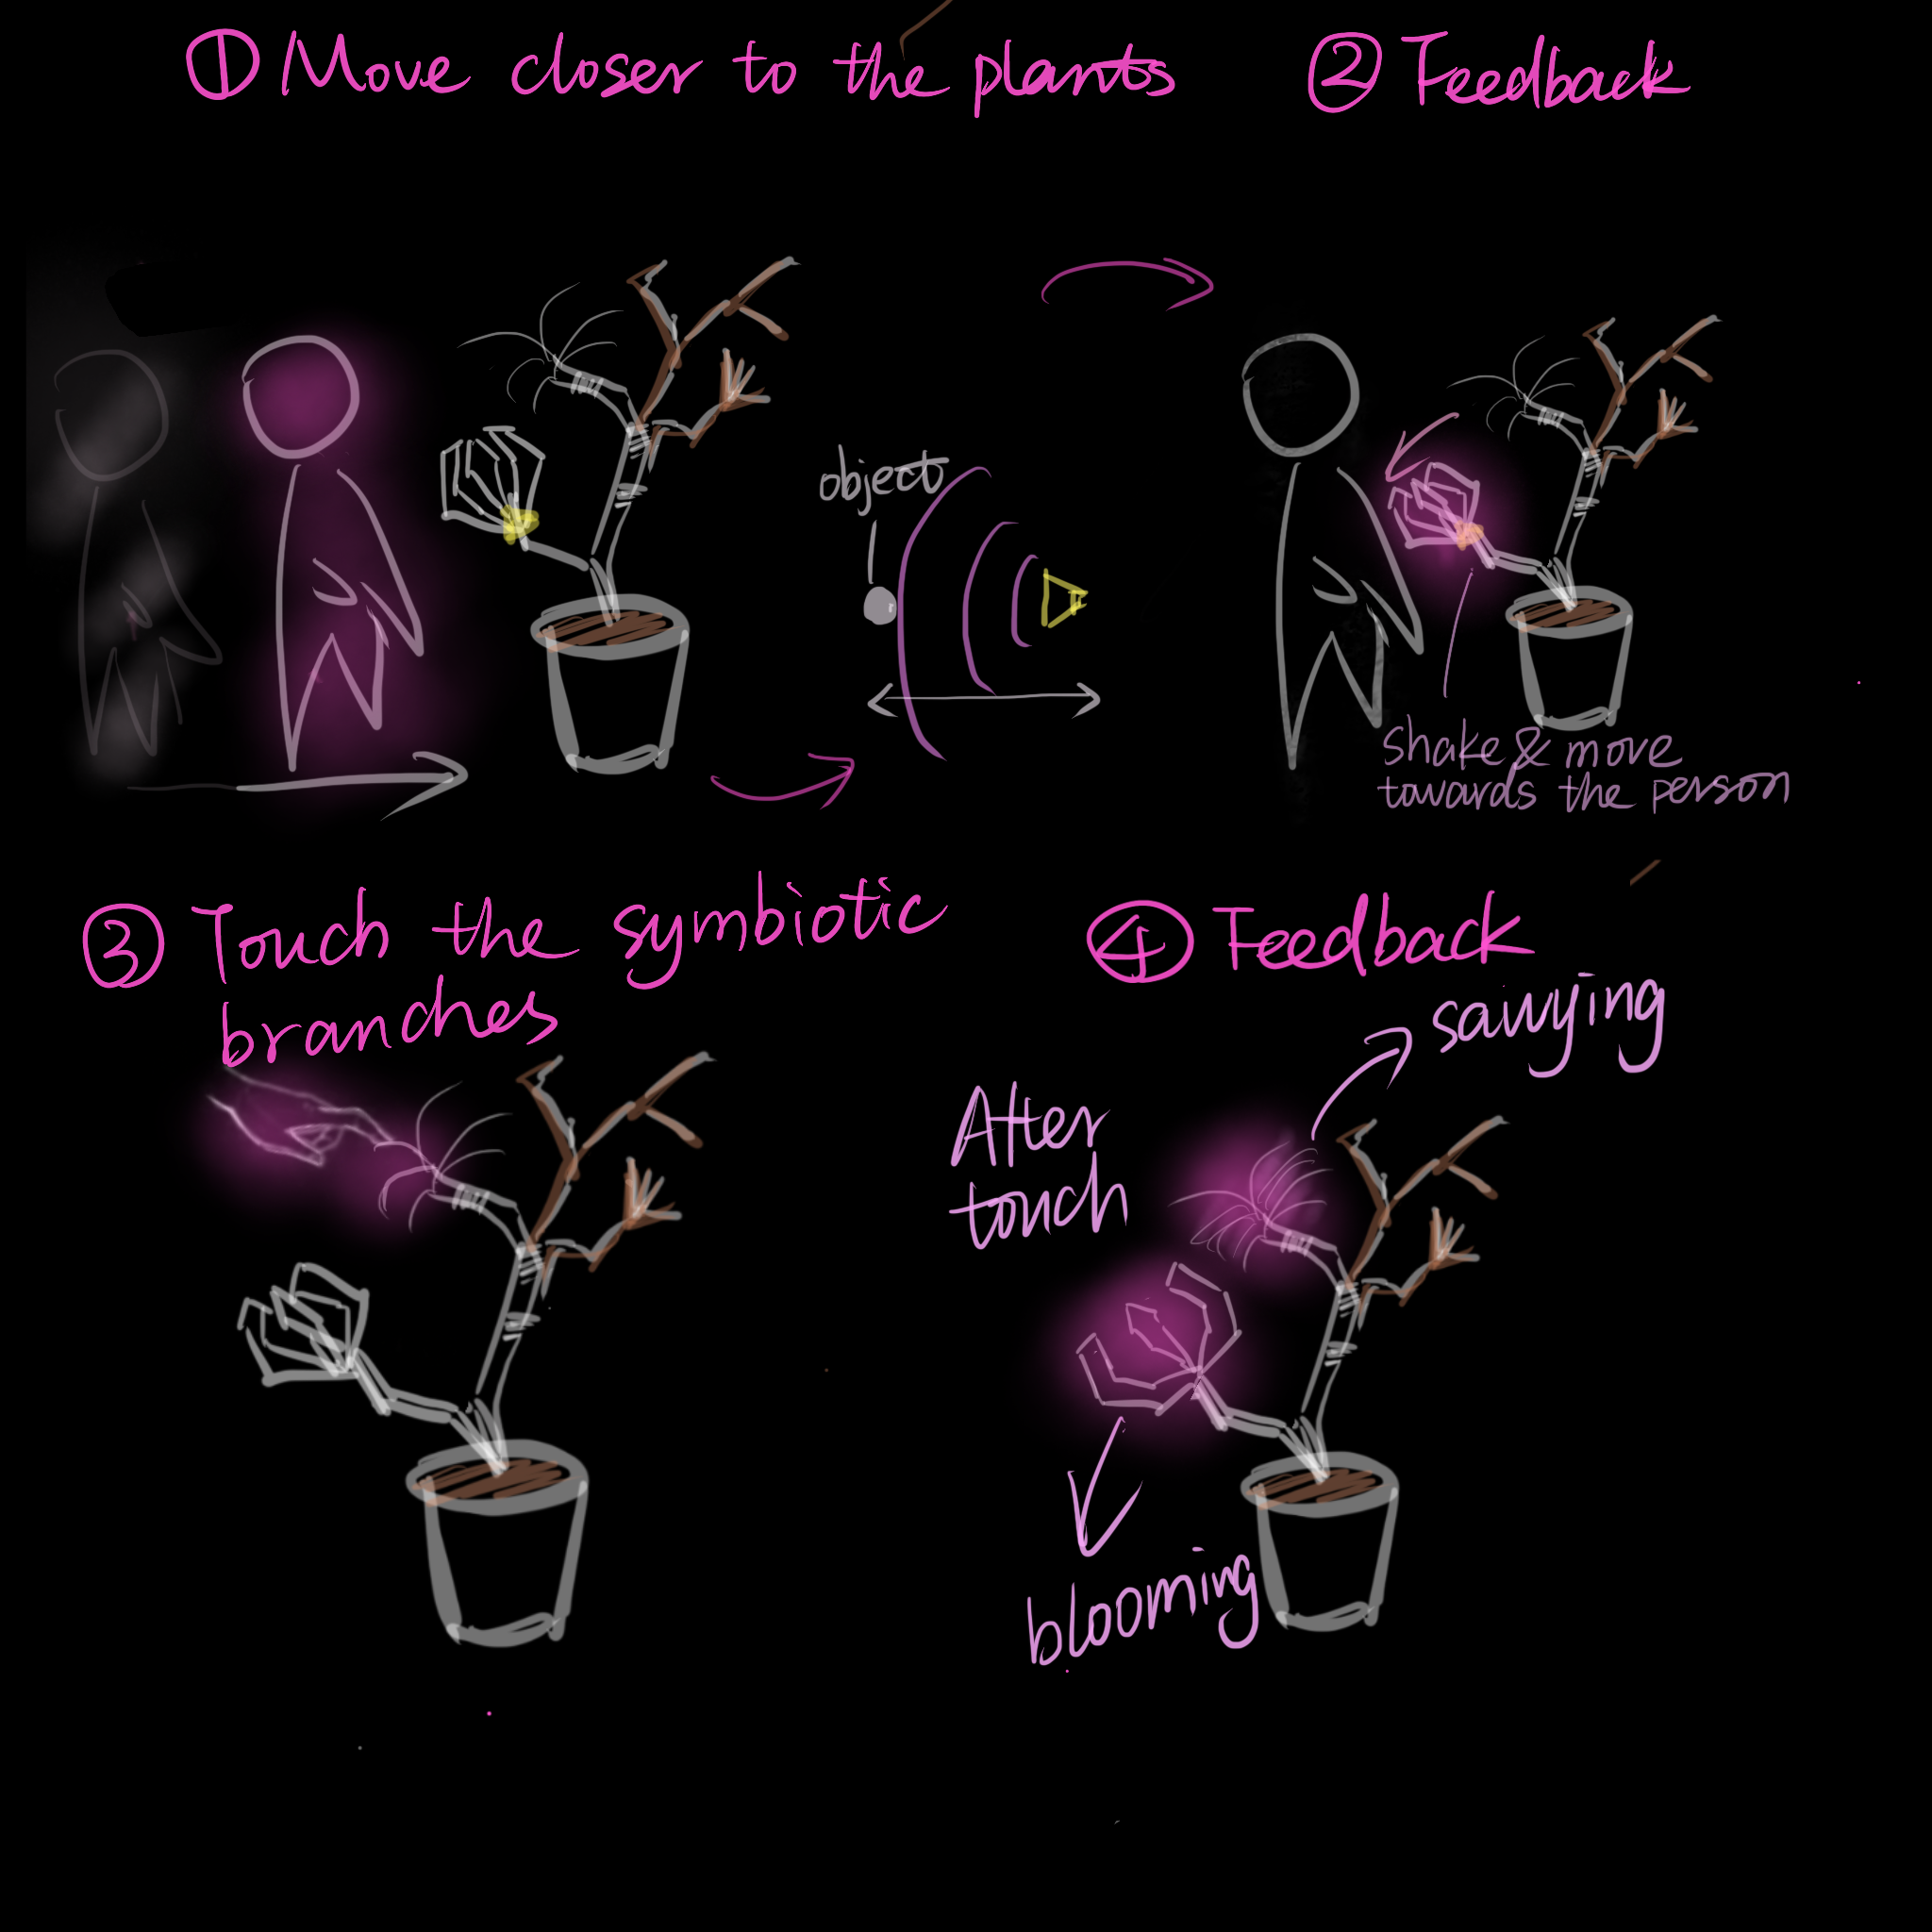 ① Move closer to the plants
② Feedback
object
Shake & move
towards the person
③ Touch the symbiotic
branches
④ Feedback
sawying
After
touch
blooming